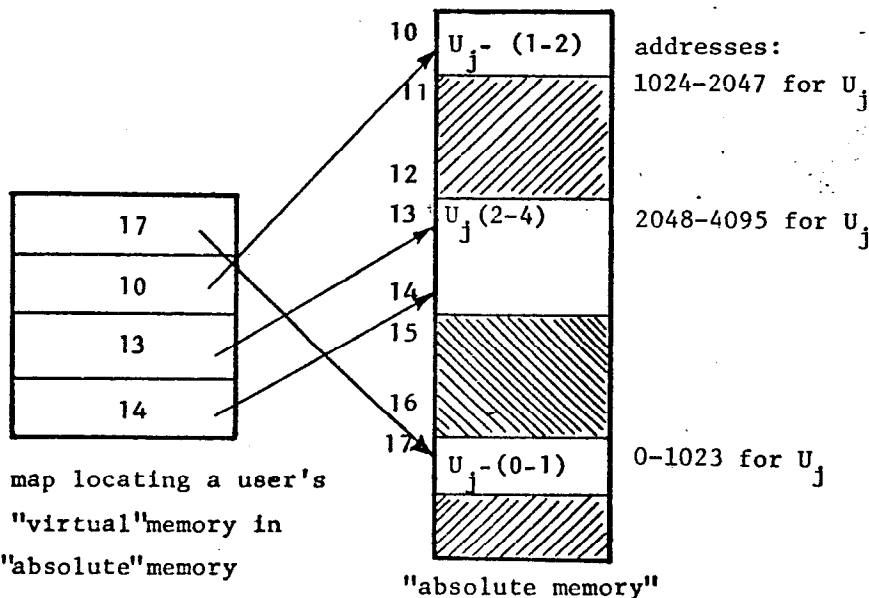 10
U_j- (1-2)
addresses:
1024-2047 for U_j
11
12
13
U_j(2-4)
2048-4095 for U_j
14
15
16
17
U_j-(0-1)
0-1023 for U_j
17
10
13
14
map locating a user's
"virtual"memory in
"absolute"memory
"absolute memory"